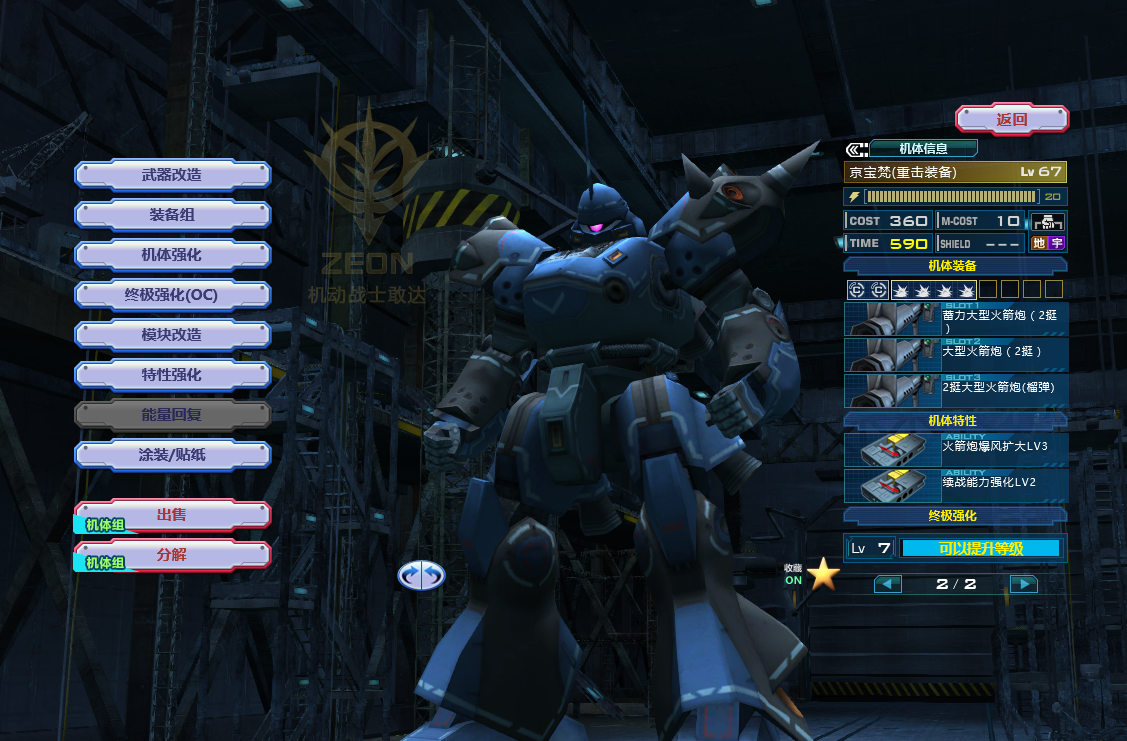 返回
机体信息
京宝梵(重击装备) Lv 67
20
COST 360 M-COST 10
TIME 590 SHIELD ---
地 宇
机体装备
SLOT 1
蓄力大型火箭炮（2挺
）
SLOT 2
大型火箭炮（2挺）
SLOT 3
2挺大型火箭炮(榴弹)
机体特性
ABILITY
火箭炮爆风扩大LV3
ABILITY
续战能力强化LV2
终极强化
Lv 7 可以提升等级
2 / 2
收藏
ON
武器改造
装备组
机体强化
终极强化(OC)
模块改造
特性强化
能量回复
涂装/贴纸
出售
机体组
分解
机体组
ZEON
机动战士敢达